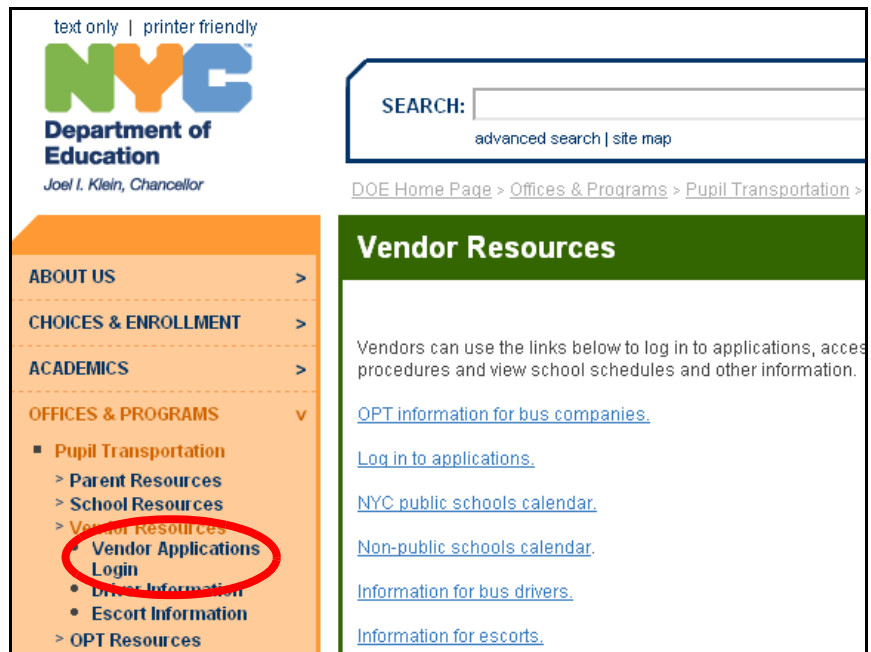 text only | printer friendly
NYC
Department of
Education
Joel I. Klein, Chancellor
SEARCH:
advanced search | site map
DOE Home Page > Offices & Programs > Pupil Transportation >
ABOUT US >
CHOICES & ENROLLMENT >
ACADEMICS >
OFFICES & PROGRAMS v
Pupil Transportation
> Parent Resources
> School Resources
> Vendor Resources
• Vendor Applications
Login
• Driver Information
• Escort Information
> OPT Resources
Vendor Resources
Vendors can use the links below to log in to applications, acces
procedures and view school schedules and other information.
OPT information for bus companies.
Log in to applications.
NYC public schools calendar.
Non-public schools calendar.
Information for bus drivers.
Information for escorts.